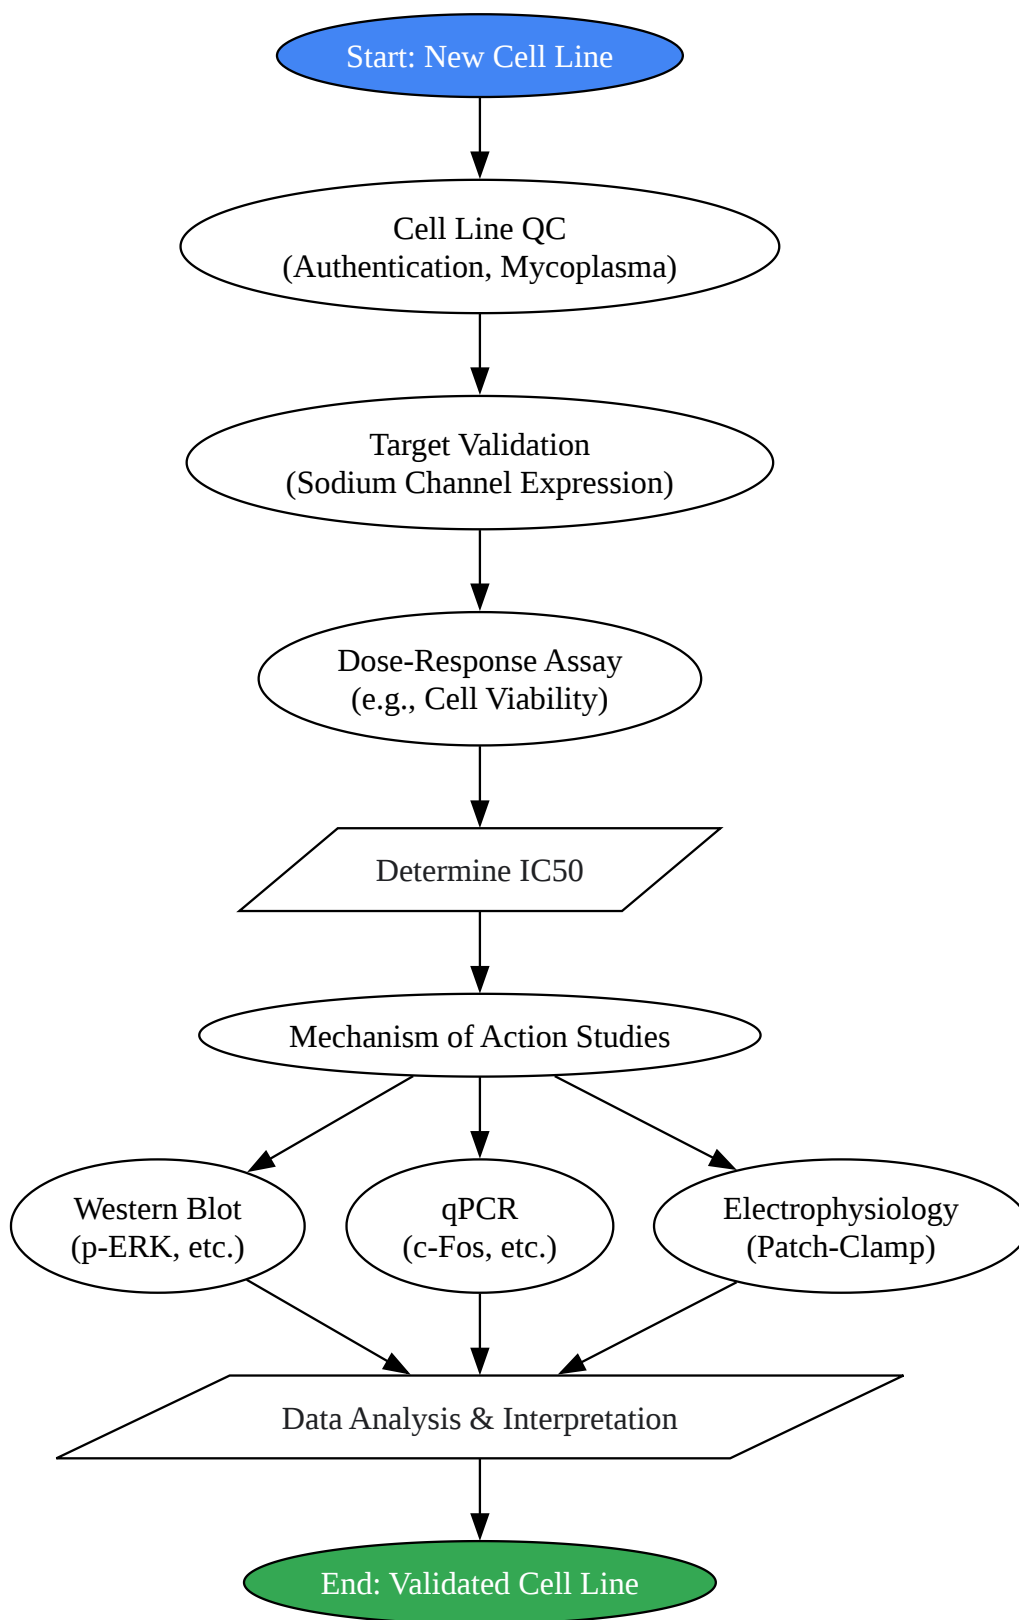 Start: New Cell Line
Cell Line QC
(Authentication, Mycoplasma)
Target Validation
(Sodium Channel Expression)
Dose-Response Assay
(e.g., Cell Viability)
Determine IC50
Mechanism of Action Studies
Western Blot
(p-ERK, etc.)
qPCR
(c-Fos, etc.)
Electrophysiology
(Patch-Clamp)
Data Analysis & Interpretation
End: Validated Cell Line